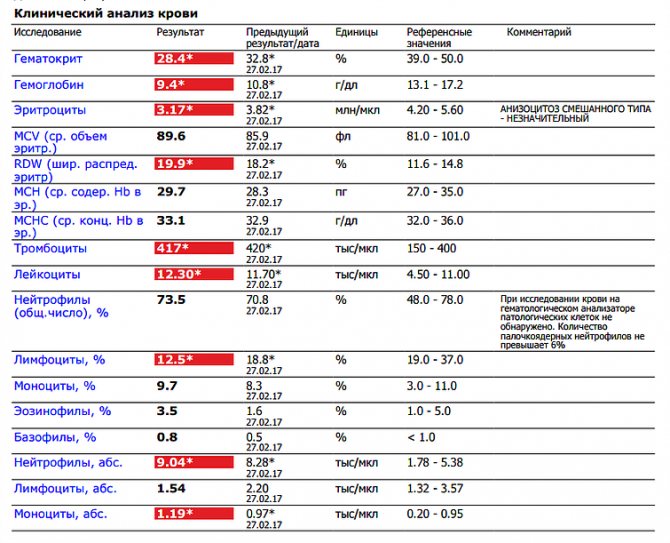 Клинический анализ крови
Исследование Результат Предыдущий результат/дата Единицы Референсные значения Комментарий
Гематокрит 28.4* 32.8* 27.02.17 % 39.0 - 50.0
Гемоглобин 9.4* 10.8* 27.02.17 г/дл 13.1 - 17.2
Эритроциты 3.17* 3.82* 27.02.17 млн/мкл 4.20 - 5.60 АНИЗОЦИТОЗ СМЕШАННОГО ТИПА - НЕЗНАЧИТЕЛЬНЫЙ
MCV (ср. объем эритр.) 89.6 85.9 27.02.17 фл 81.0 - 101.0
RDW (шир. распред. эритр) 19.9* 18.2* 27.02.17 % 11.6 - 14.8
MCH (ср. содер. Hb в эр.) 29.7 28.3 27.02.17 пг 27.0 - 35.0
MCHC (ср. конц. Hb в эр.) 33.1 32.9 27.02.17 г/дл 32.0 - 36.0
Тромбоциты 417* 420* 27.02.17 тыс/мкл 150 - 400
Лейкоциты 12.30* 11.70* 27.02.17 тыс/мкл 4.50 - 11.00
Нейтрофилы (общ.число), % 73.5 70.8 27.02.17 % 48.0 - 78.0 При исследовании крови на гематологическом анализаторе патологических клеток не обнаружено. Количество палочкоядерных нейтрофилов не превышает 6%
Лимфоциты, % 12.5* 18.8* 27.02.17 % 19.0 - 37.0
Моноциты, % 9.7 8.3 27.02.17 % 3.0 - 11.0
Эозинофилы, % 3.5 1.6 27.02.17 % 1.0 - 5.0
Базофилы, % 0.8 0.5 27.02.17 % < 1.0
Нейтрофилы, абс. 9.04* 8.28* 27.02.17 тыс/мкл 1.78 - 5.38
Лимфоциты, абс. 1.54 2.20 27.02.17 тыс/мкл 1.32 - 3.57
Моноциты, абс. 1.19* 0.97* 27.02.17 тыс/мкл 0.20 - 0.95